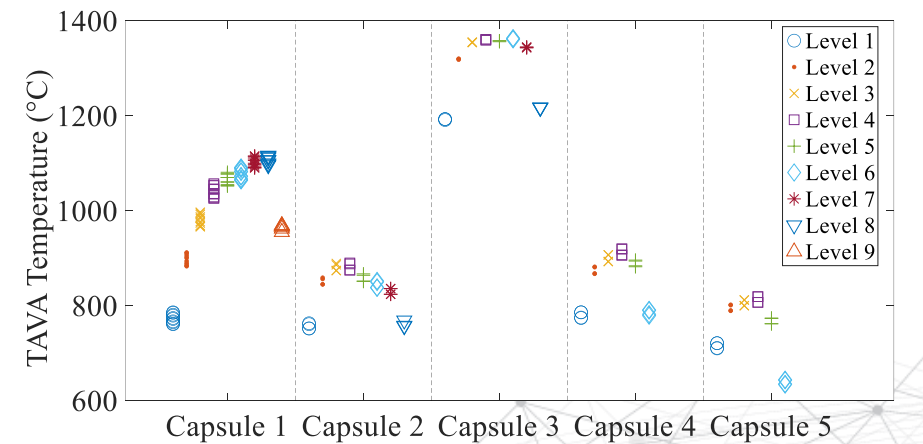 TAVA Temperature (°C)
1400
1200
1000
800
600
Capsule 1 Capsule 2 Capsule 3 Capsule 4 Capsule 5
Level 1
Level 2
Level 3
Level 4
Level 5
Level 6
Level 7
Level 8
Level 9